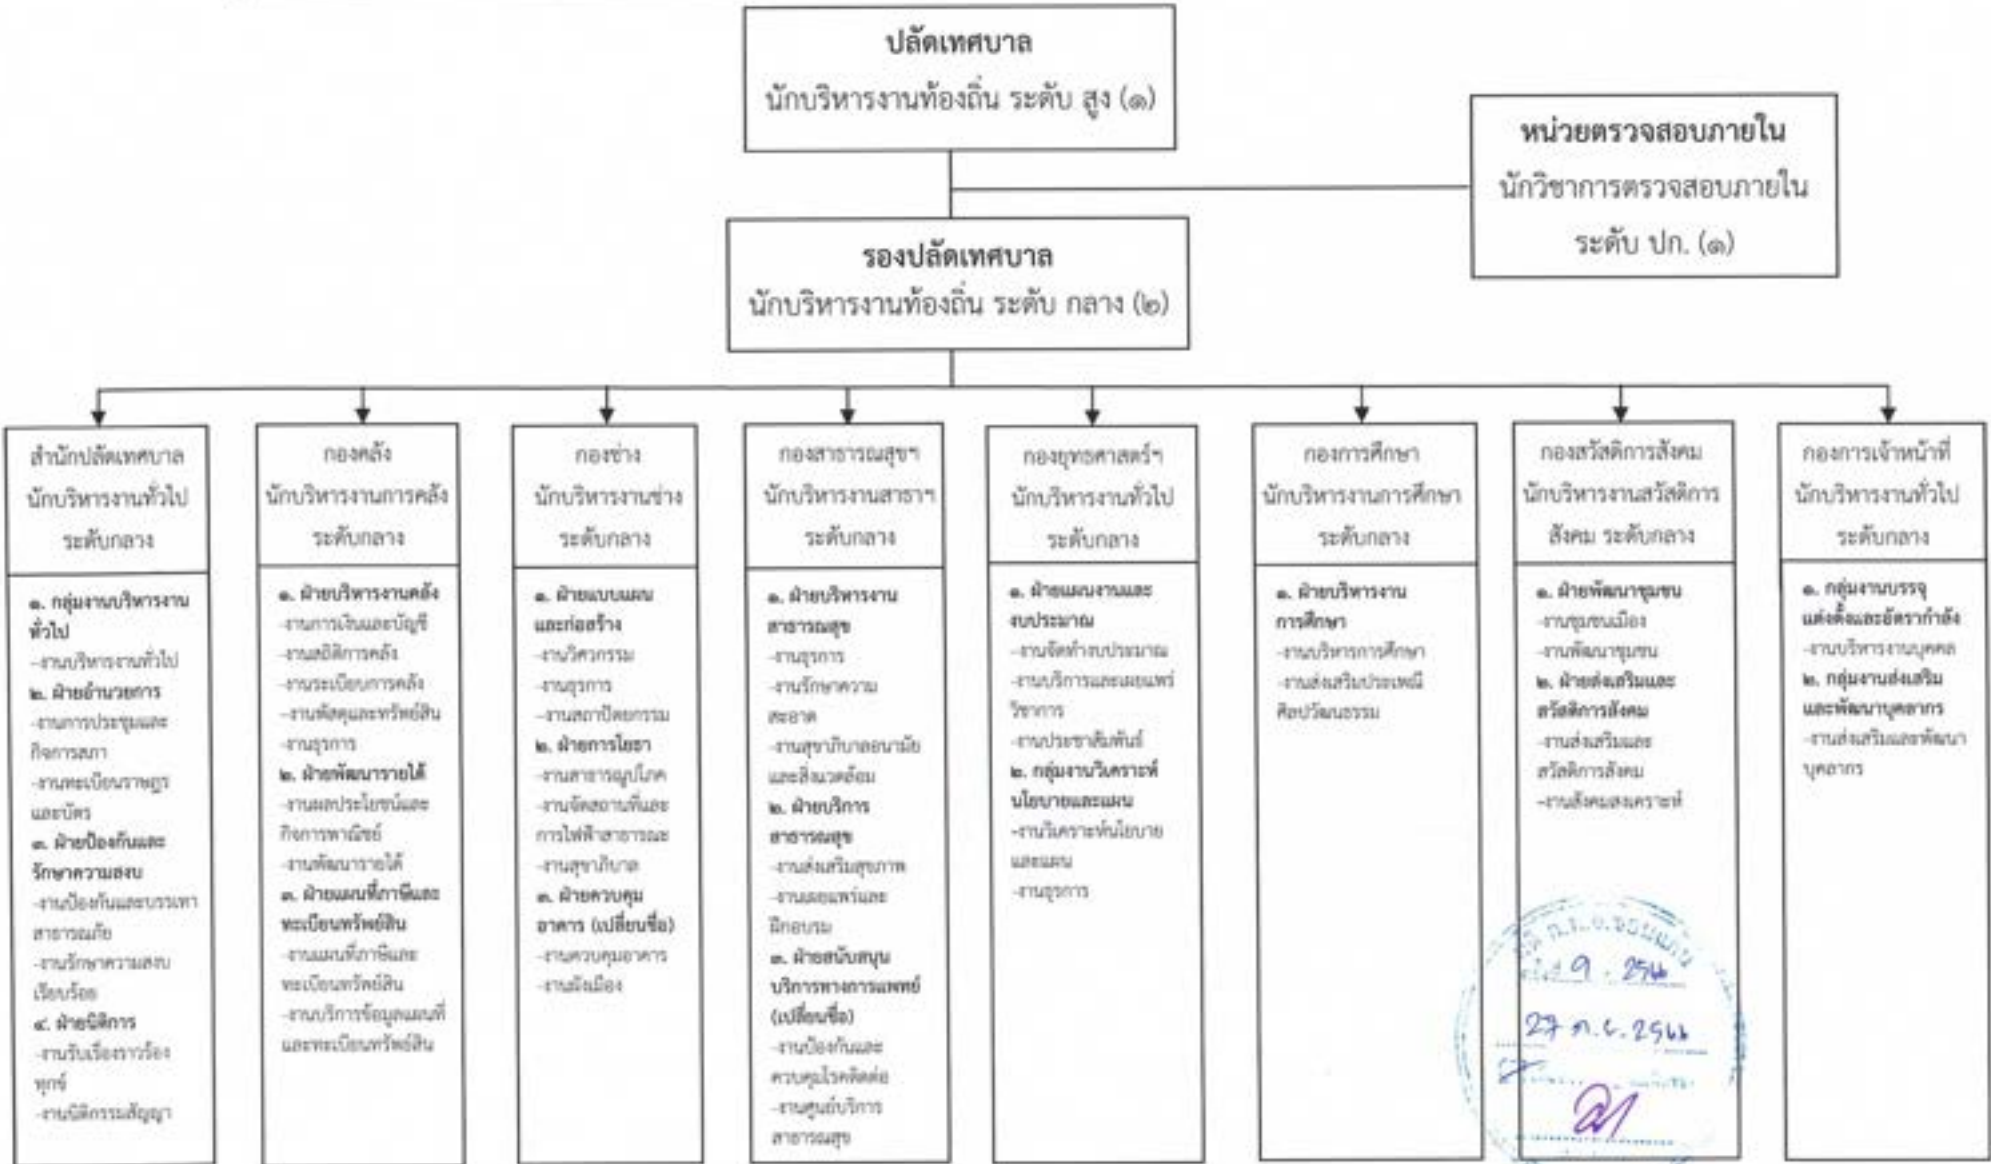 ปลัดเทศบาล
นักบริหารงานท้องถิ่น ระดับ สูง (๑)
หน่วยตรวจสอบภายใน
นักวิชาการตรวจสอบภายใน
ระดับ ปก. (๑)
รองปลัดเทศบาล
นักบริหารงานท้องถิ่น ระดับ กลาง (๒)
สำนักปลัดเทศบาล
นักบริหารงานทั่วไป
ระดับกลาง
๑. กลุ่มงานบริหารงาน
ทั่วไป
-งานบริหารงานทั่วไป
๒. ฝ่ายอำนวยการ
-งานการประชุมและ
กิจการสภา
-งานทะเบียนราษฎร
และบัตร
๓. ฝ่ายป้องกันและ
รักษาความสงบ
-งานป้องกันและบรรเทา
สาธารณภัย
-งานรักษาความสงบ
เรียบร้อย
๔. ฝ่ายนิติการ
-งานรับเรื่องราวร้อง
ทุกข์
-งานนิติกรรมสัญญา
กองคลัง
นักบริหารงานการคลัง
ระดับกลาง
๑. ฝ่ายบริหารงานคลัง
-งานการเงินและบัญชี
-งานสถิติการคลัง
-งานระเบียบการคลัง
-งานพัสดุและทรัพย์สิน
-งานธุรการ
๒. ฝ่ายพัฒนารายได้
-งานผลประโยชน์และ
กิจการพาณิชย์
-งานพัฒนารายได้
๓. ฝ่ายแผนที่ภาษีและ
ทะเบียนทรัพย์สิน
-งานแผนที่ภาษีและ
ทะเบียนทรัพย์สิน
-งานบริการข้อมูลแผนที่
และทะเบียนทรัพย์สิน
กองช่าง
นักบริหารงานช่าง
ระดับกลาง
๑. ฝ่ายแบบแผน
และก่อสร้าง
-งานวิศวกรรม
-งานธุรการ
-งานสถาปัตยกรรม
๒. ฝ่ายการโยธา
-งานสาธารณูปโภค
-งานจัดสถานที่และ
การไฟฟ้าสาธารณะ
-งานสุขาภิบาล
๓. ฝ่ายควบคุม
อาคาร (เปลี่ยนชื่อ)
-งานควบคุมอาคาร
-งานผังเมือง
กองสาธารณสุขฯ
นักบริหารงานสาธาฯ
ระดับกลาง
๑. ฝ่ายบริหารงาน
สาธารณสุข
-งานธุรการ
-งานรักษาความ
สะอาด
-งานสุขาภิบาลอนามัย
และสิ่งแวดล้อม
๒. ฝ่ายบริการ
สาธารณสุข
-งานส่งเสริมสุขภาพ
-งานเผยแพร่และ
ฝึกอบรม
๓. ฝ่ายสนับสนุน
บริการทางการแพทย์
(เปลี่ยนชื่อ)
-งานป้องกันและ
ควบคุมโรคติดต่อ
-งานศูนย์บริการ
สาธารณสุข
กองยุทธศาสตร์ฯ
นักบริหารงานทั่วไป
ระดับกลาง
๑. ฝ่ายแผนงานและ
งบประมาณ
-งานจัดทำงบประมาณ
-งานบริการและเผยแพร่
วิชาการ
-งานประชาสัมพันธ์
๒. กลุ่มงานวิเคราะห์
นโยบายและแผน
-งานวิเคราะห์นโยบาย
และแผน
-งานธุรการ
กองการศึกษา
นักบริหารงานการศึกษา
ระดับกลาง
๑. ฝ่ายบริหารงาน
การศึกษา
-งานบริหารการศึกษา
-งานส่งเสริมประเพณี
ศิลปวัฒนธรรม
กองสวัสดิการสังคม
นักบริหารงานสวัสดิการ
สังคม ระดับกลาง
๑. ฝ่ายพัฒนาชุมชน
-งานชุมชนเมือง
-งานพัฒนาชุมชน
๒. ฝ่ายส่งเสริมและ
สวัสดิการสังคม
-งานส่งเสริมและ
สวัสดิการสังคม
-งานสังคมสงเคราะห์
9 2566
27 ก.ย. 2566
กองการเจ้าหน้าที่
นักบริหารงานทั่วไป
ระดับกลาง
๑. กลุ่มงานบรรจุ
แต่งตั้งและอัตรากำลัง
-งานบริหารงานบุคคล
๒. กลุ่มงานส่งเสริม
และพัฒนาบุคลากร
-งานส่งเสริมและพัฒนา
บุคลากร